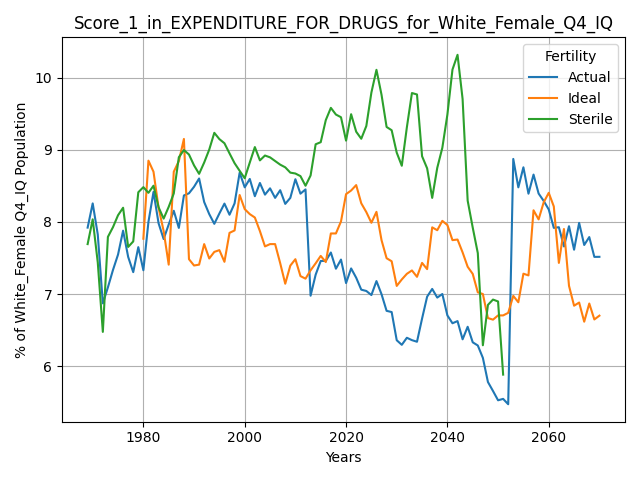 Score_1_in_EXPENDITURE_FOR_DRUGS_for_White_Female_Q4_IQ
% of White_Female Q4_IQ Population
10
9
8
7
6
Fertility
Actual
Ideal
Sterile
1980 2000 2020 2040 2060
Years